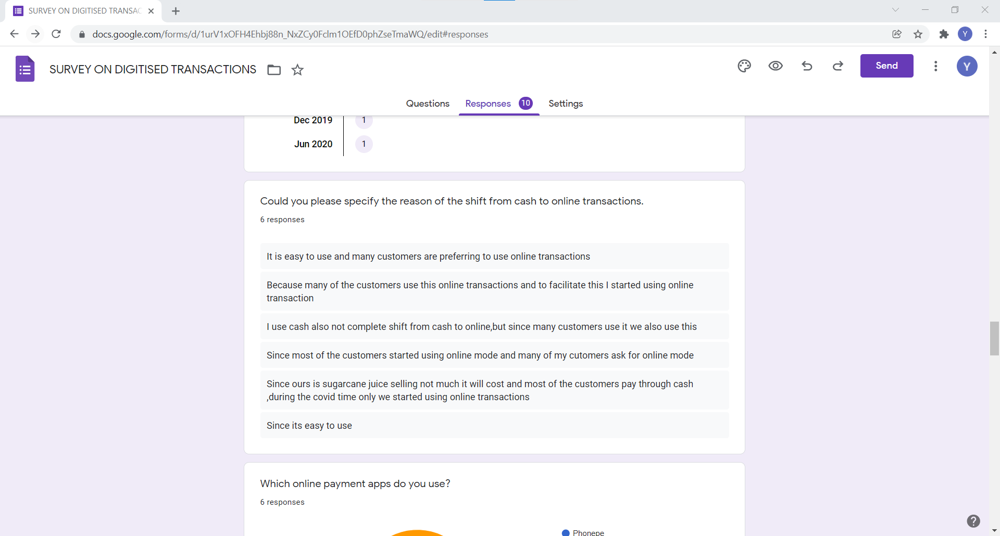 SURVEY ON DIGITISED TRANSAC
docs.google.com/forms/d/1urV1xOFH4Ehbj88n_NxZCy0Fclm1OEfD0phZseTmaWQ/edit#responses
Y
SURVEY ON DIGITISED TRANSACTIONS
Send
Y
Questions
Responses 10
Settings
Dec 2019 1
Jun 2020 1
Could you please specify the reason of the shift from cash to online transactions.
6 responses
It is easy to use and many customers are preferring to use online transactions
Because many of the customers use this online transactions and to facilitate this I started using online
transaction
I use cash also not complete shift from cash to online,but since many customers use it we also use this
Since most of the customers started using online mode and many of my cutomers ask for online mode
Since ours is sugarcane juice selling not much it will cost and most of the customers pay through cash
,during the covid time only we started using online transactions
Since its easy to use
Which online payment apps do you use?
6 responses
Phonepe